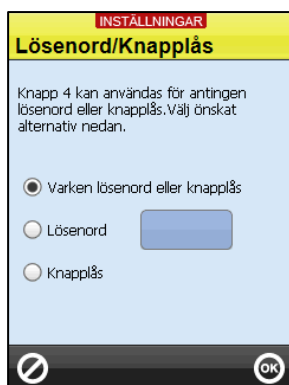 INSTÄLLNINGAR
Lösenord/Knapplås
Knapp 4 kan användas för antingen
lösenord eller knapplås.Välj önskat
alternativ nedan.
Varken lösenord eller knapplås
Lösenord
Knapplås
OK